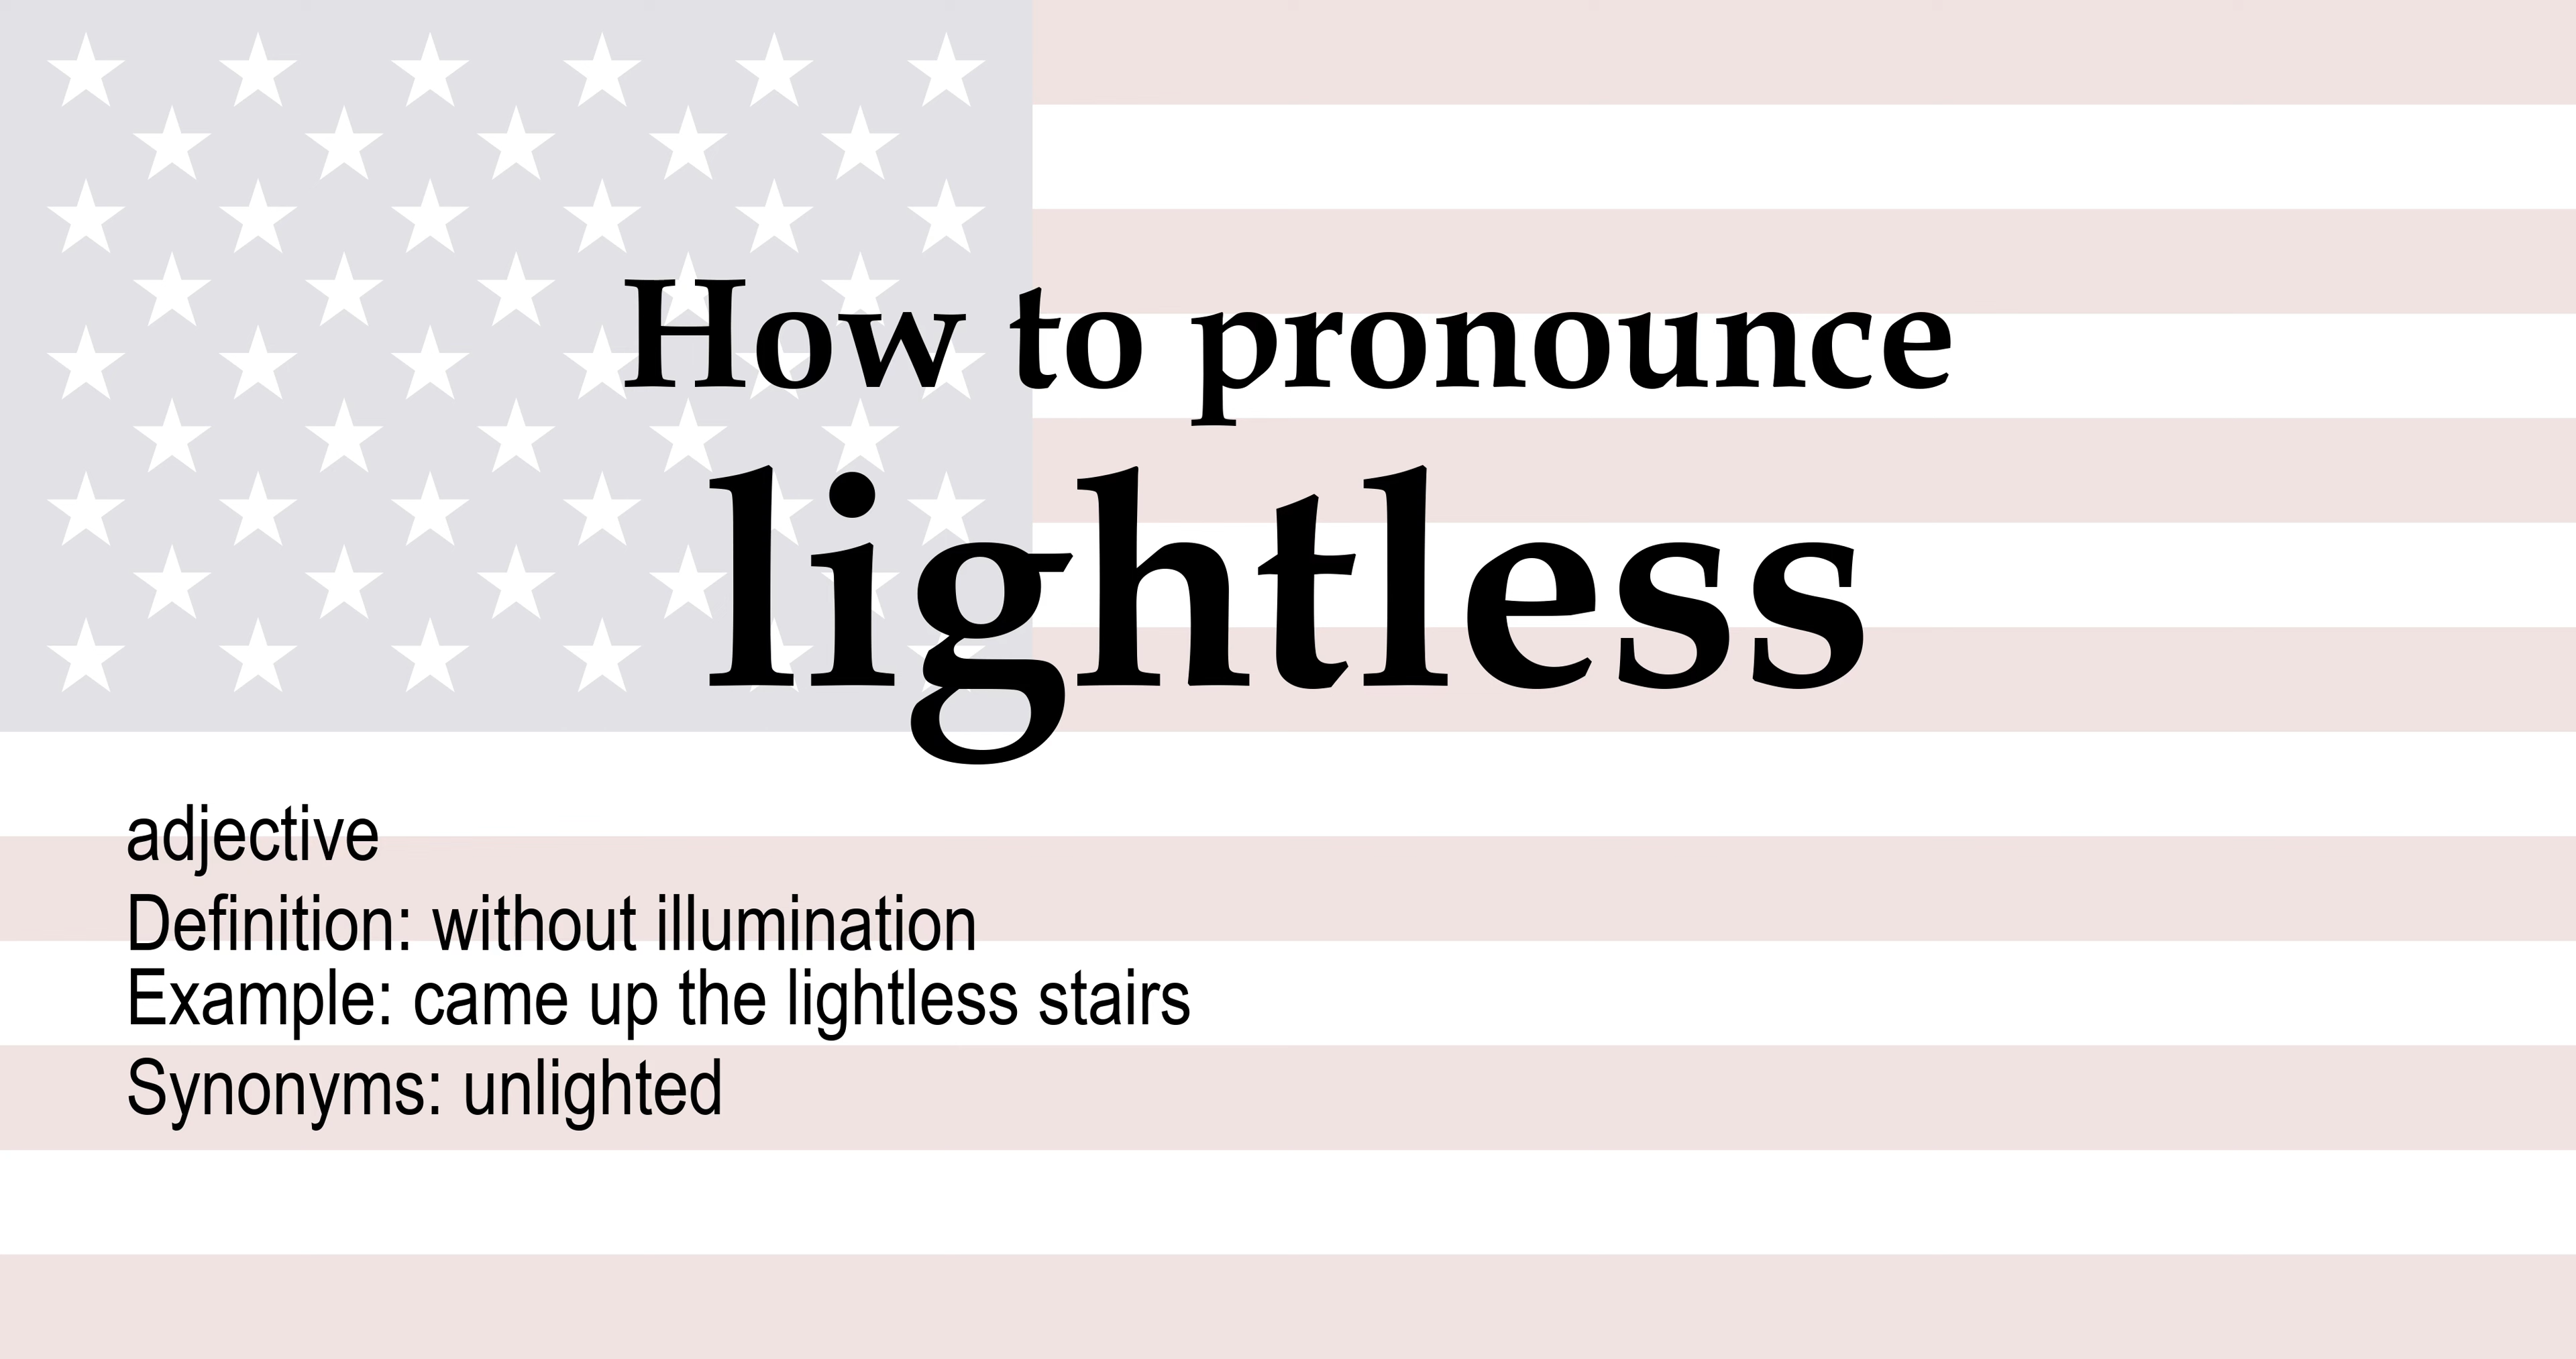 How to pronounce
lightless
adjective
Definition: without illumination
Example: came up the lightless stairs
Synonyms: unlighted